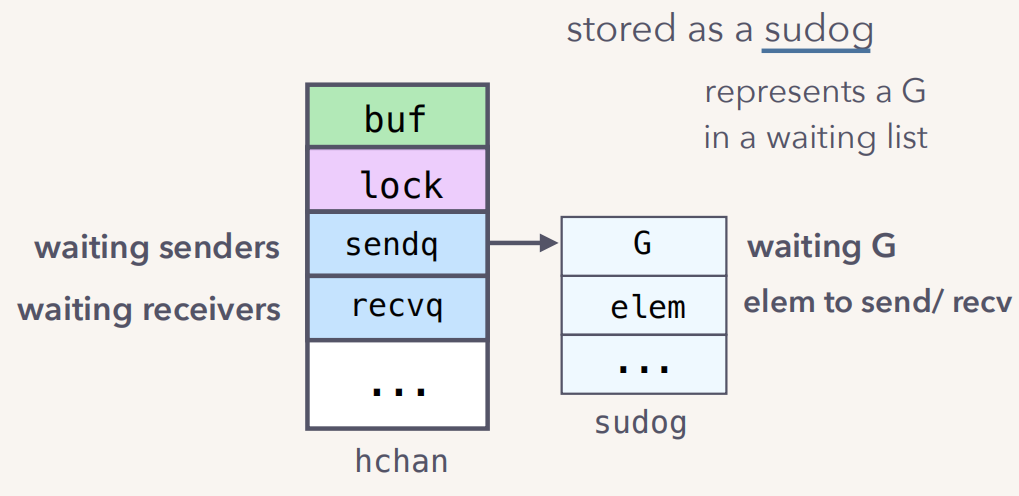 stored as a sudog
represents a G
in a waiting list
buf
lock
waiting senders
sendq
G
waiting G
waiting receivers
recvq
elem
elem to send/ recv
...
...
sudog
hchan